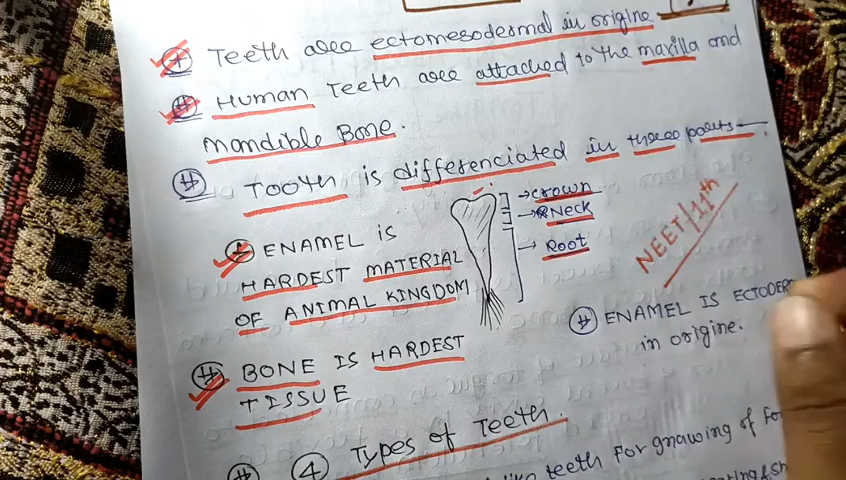 Teeth are ectomesodermal in origine
Human Teeth are attached to the maxilla and
mandible Bone.
Tooth is differenciated in three parts—
→ crown
→ Neck
→ Root
ENAMEL is
HARDEST MATERIAL
OF ANIMAL KINGDOM
NEET/11th
# ENAMEL IS
in origine.
# BONE IS HARDEST
TISSUE
# 4 Types of Teeth.
teeth For gnawing of